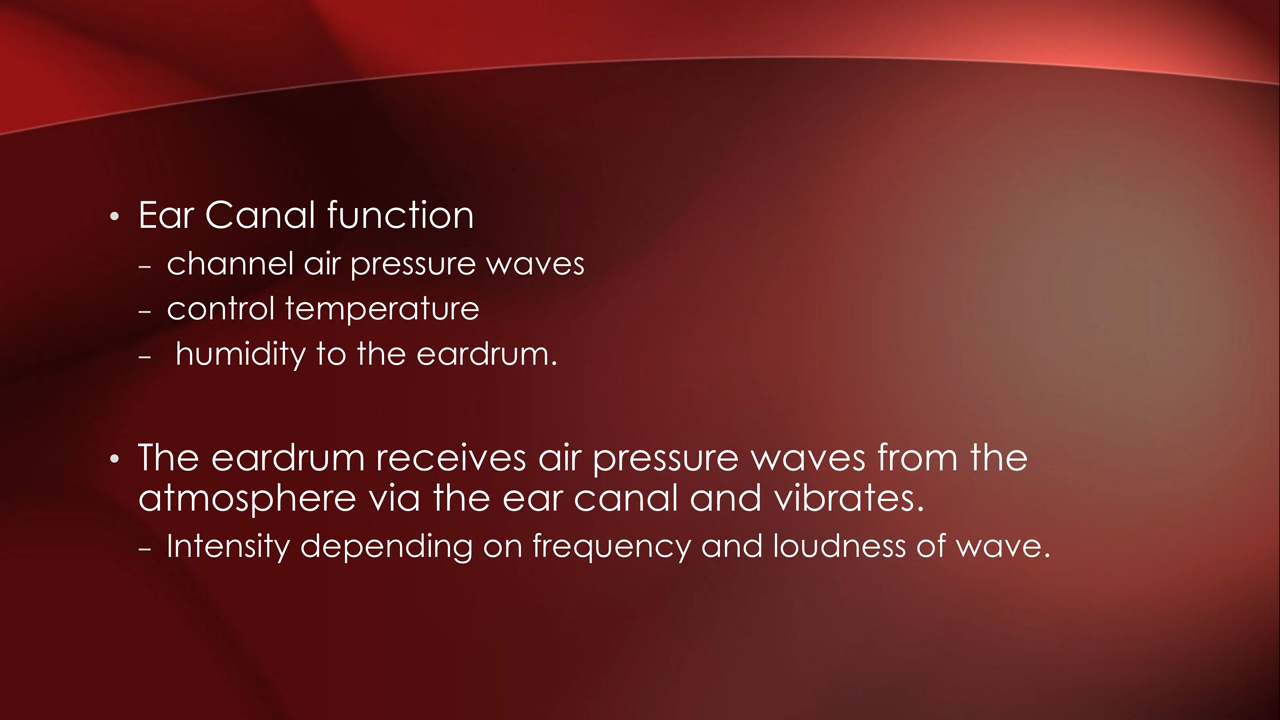 • Ear Canal function
– channel air pressure waves
– control temperature
– humidity to the eardrum.
• The eardrum receives air pressure waves from the
atmosphere via the ear canal and vibrates.
– Intensity depending on frequency and loudness of wave.